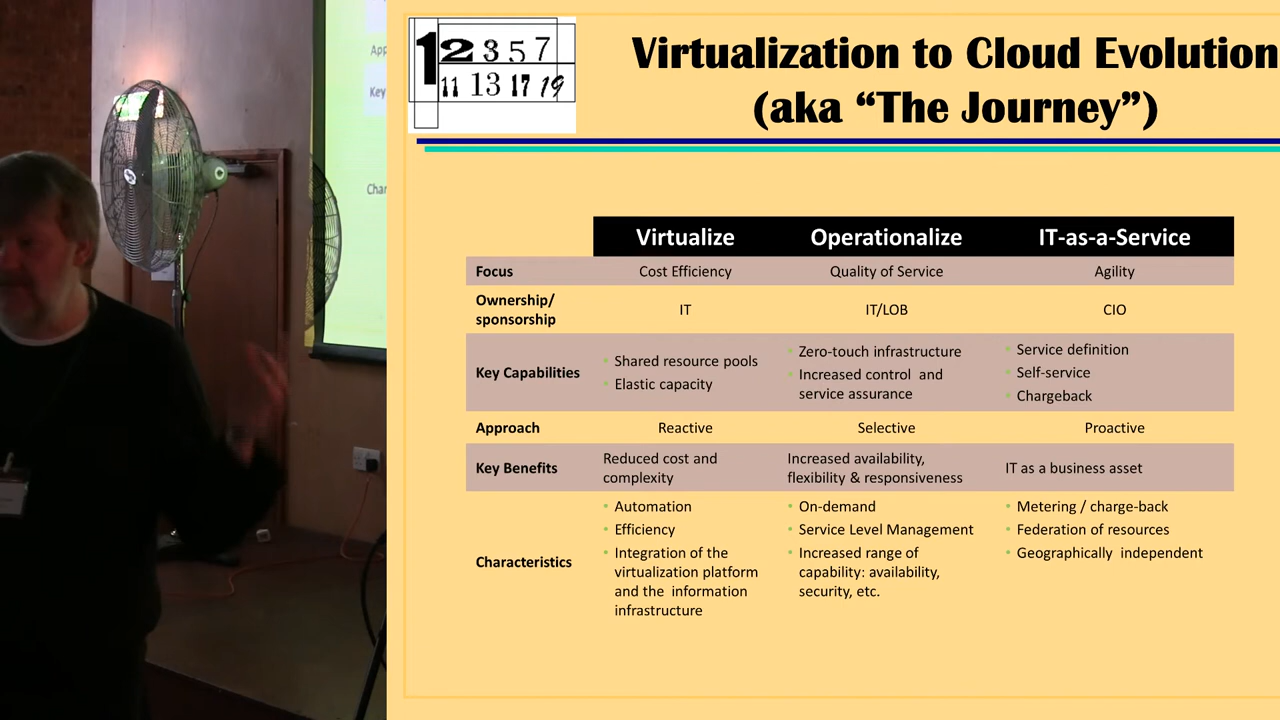 App
Key
Char
1 2 3 5 7
11 13 17 19
Virtualization to Cloud Evolution
(aka “The Journey”)
Virtualize Operationalize IT-as-a-Service
Focus Cost Efficiency Quality of Service Agility
Ownership/
sponsorship IT IT/LOB CIO
Key Capabilities
• Shared resource pools
• Elastic capacity
• Zero-touch infrastructure
• Increased control and
service assurance
• Service definition
• Self-service
• Chargeback
Approach Reactive Selective Proactive
Key Benefits
Reduced cost and
complexity
Increased availability,
flexibility & responsiveness
IT as a business asset
Characteristics
• Automation
• Efficiency
• Integration of the
virtualization platform
and the information
infrastructure
• On-demand
• Service Level Management
• Increased range of
capability: availability,
security, etc.
• Metering / charge-back
• Federation of resources
• Geographically independent